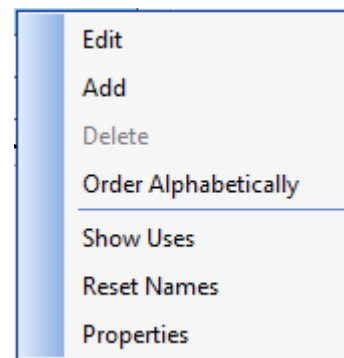 Edit
Add
Delete
Order Alphabetically
Show Uses
Reset Names
Properties